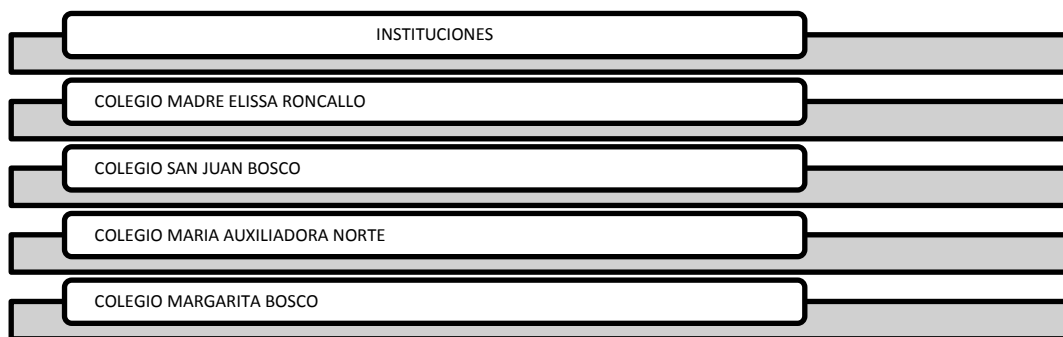 INSTITUCIONES
COLEGIO MADRE ELISSA RONCALLO
COLEGIO SAN JUAN BOSCO
COLEGIO MARIA AUXILIADORA NORTE
COLEGIO MARGARITA BOSCO